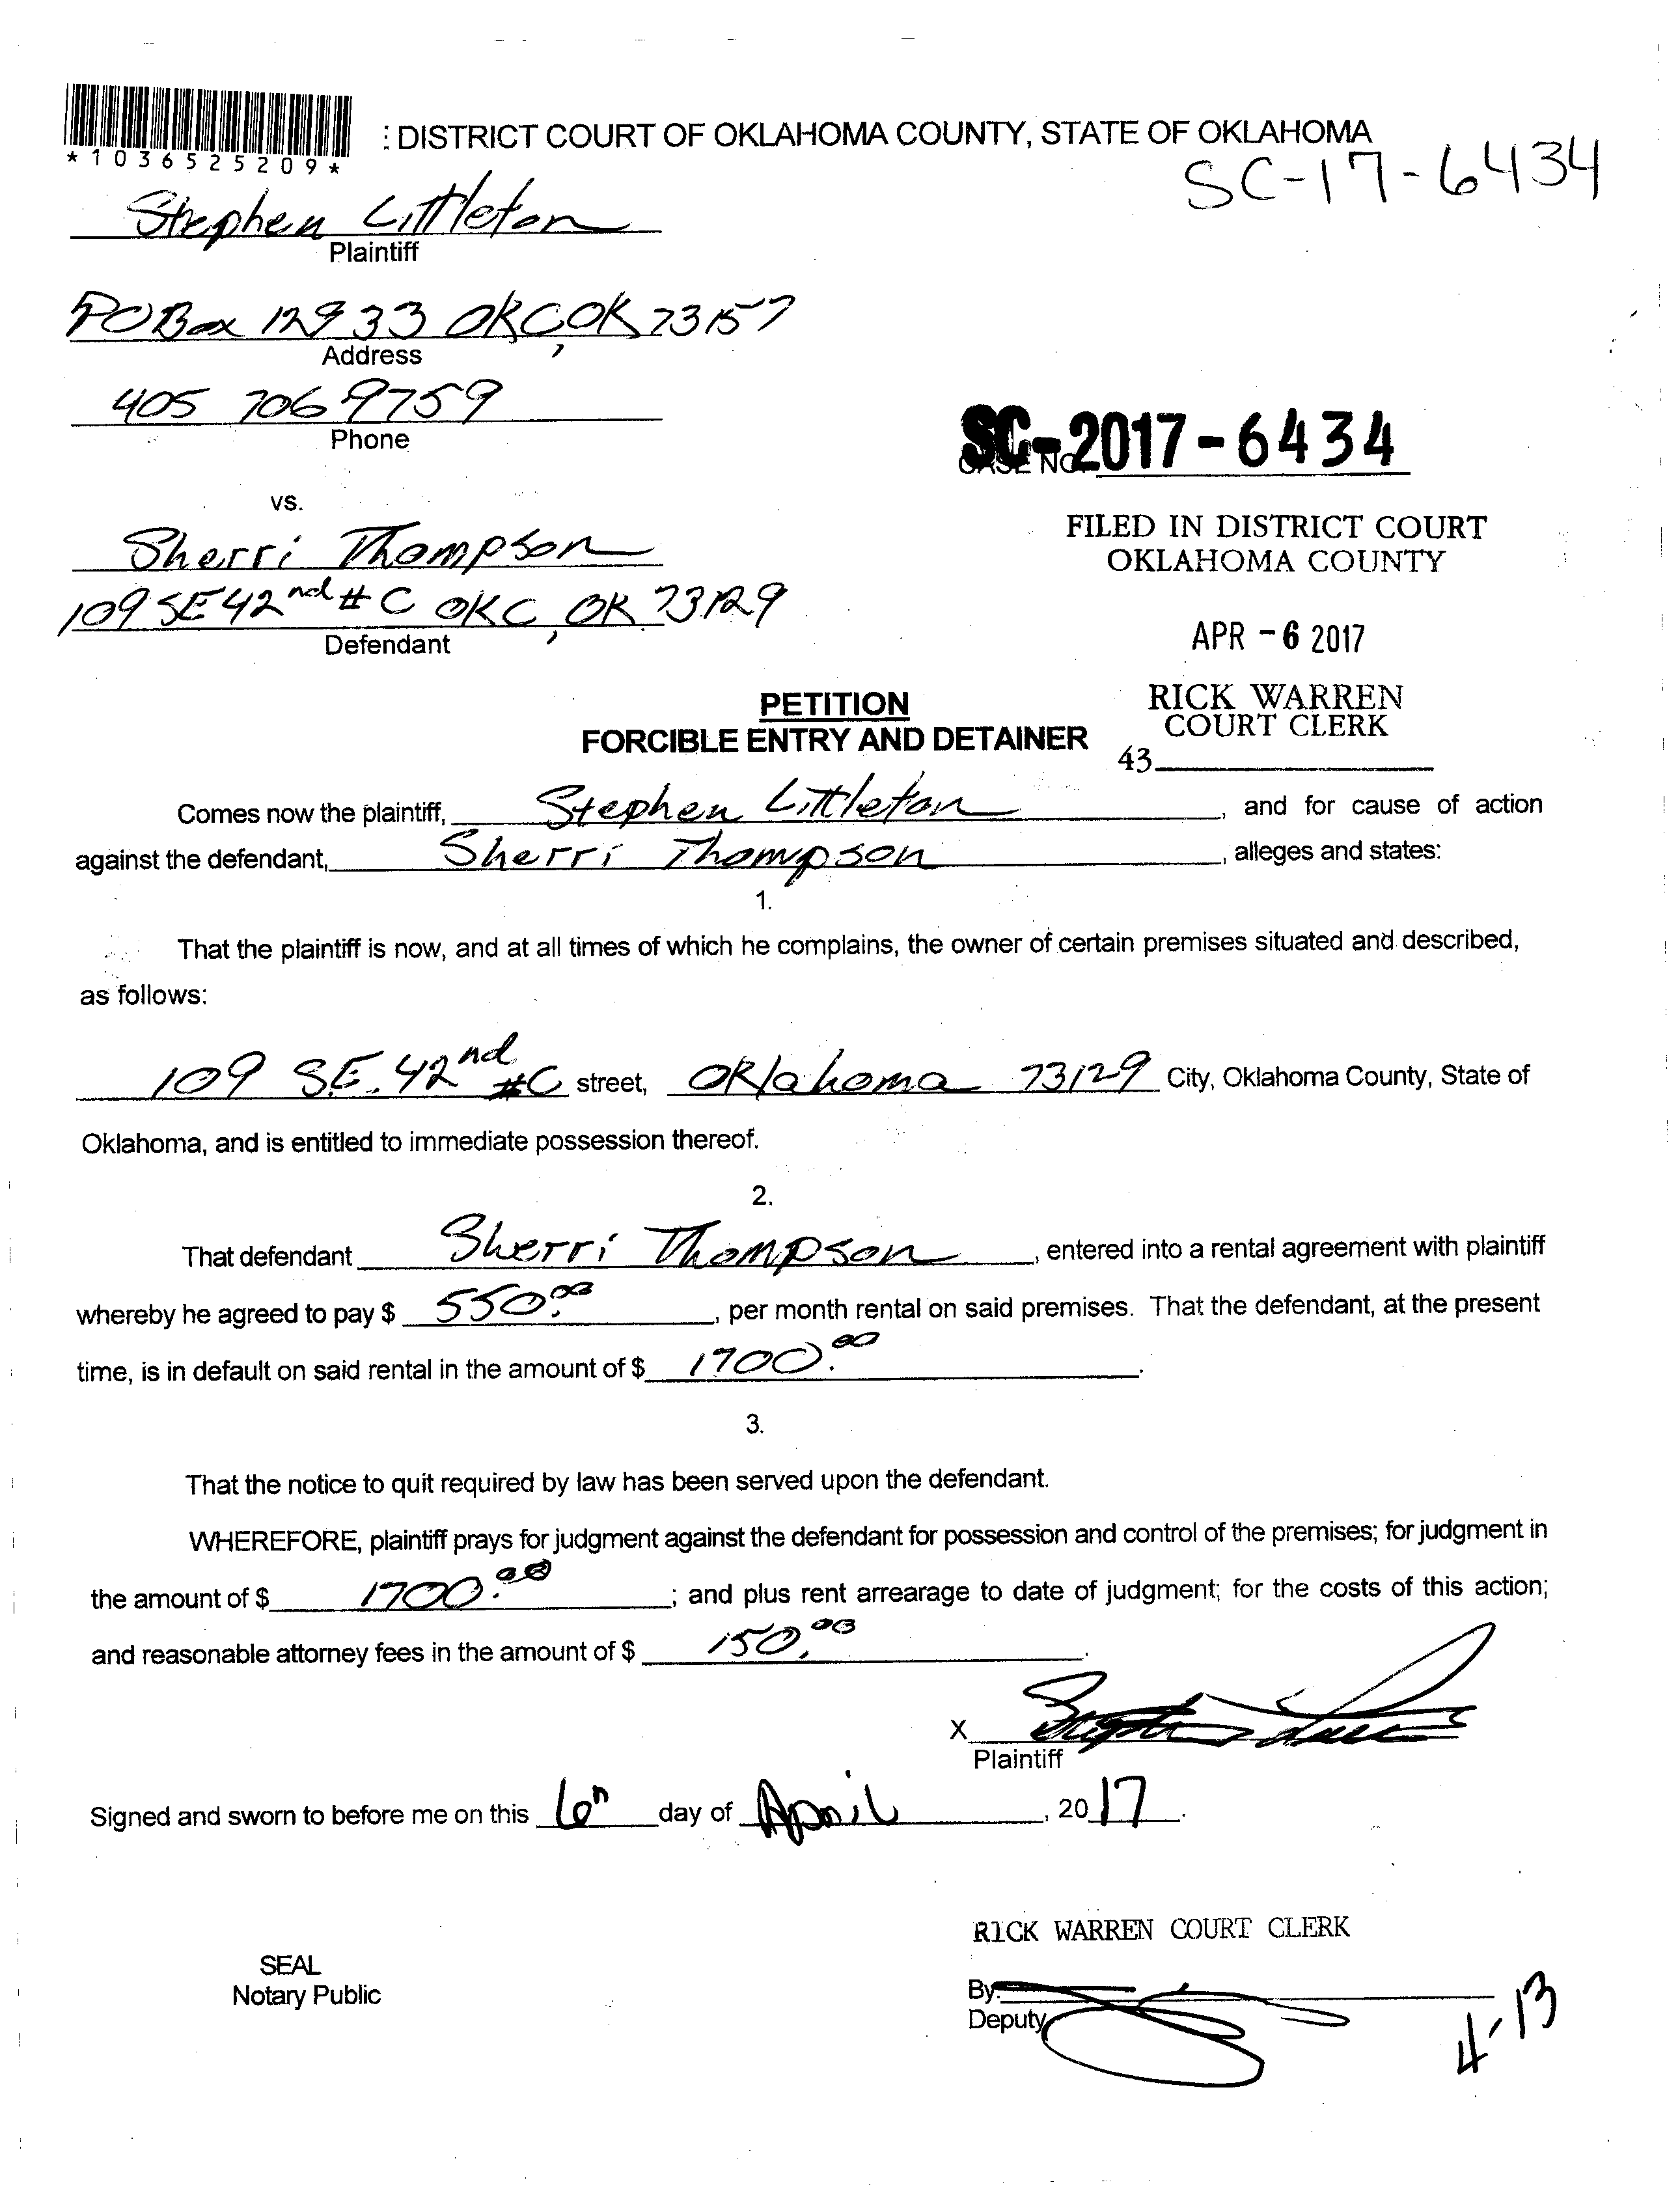 *1036525209*
: DISTRICT COURT OF OKLAHOMA COUNTY, STATE OF OKLAHOMA
SC-17-6434
Stephen Littleton
Plaintiff
PO Box 12933 OKC, OK 73157
Address
405 706 9759
Phone
SC-2017-6434
CASE NO.
vs.
Sherri Thompson
109 SE 42nd #C OKC, OK 73129
Defendant
FILED IN DISTRICT COURT
OKLAHOMA COUNTY
APR -6 2017
RICK WARREN
COURT CLERK
43
PETITION
FORCIBLE ENTRY AND DETAINER
Comes now the plaintiff, Stephen Littleton, and for cause of action
against the defendant, Sherri Thompson, alleges and states:
1.
That the plaintiff is now, and at all times of which he complains, the owner of certain premises situated and described,
as follows:
109 S.E. 42nd #C street, Oklahoma 73129 City, Oklahoma County, State of
Oklahoma, and is entitled to immediate possession thereof.
2.
That defendant Sherri Thompson, entered into a rental agreement with plaintiff
whereby he agreed to pay $ 550.00, per month rental on said premises. That the defendant, at the present
time, is in default on said rental in the amount of $ 1700.00.
3.
That the notice to quit required by law has been served upon the defendant.
WHEREFORE, plaintiff prays for judgment against the defendant for possession and control of the premises; for judgment in
the amount of $ 1700.00; and plus rent arrearage to date of judgment; for the costs of this action;
and reasonable attorney fees in the amount of $ 150.00.
X
Plaintiff
Signed and sworn to before me on this 6th day of April, 2017.
RICK WARREN COURT CLERK
SEAL
Notary Public
By:
Deputy
4-13